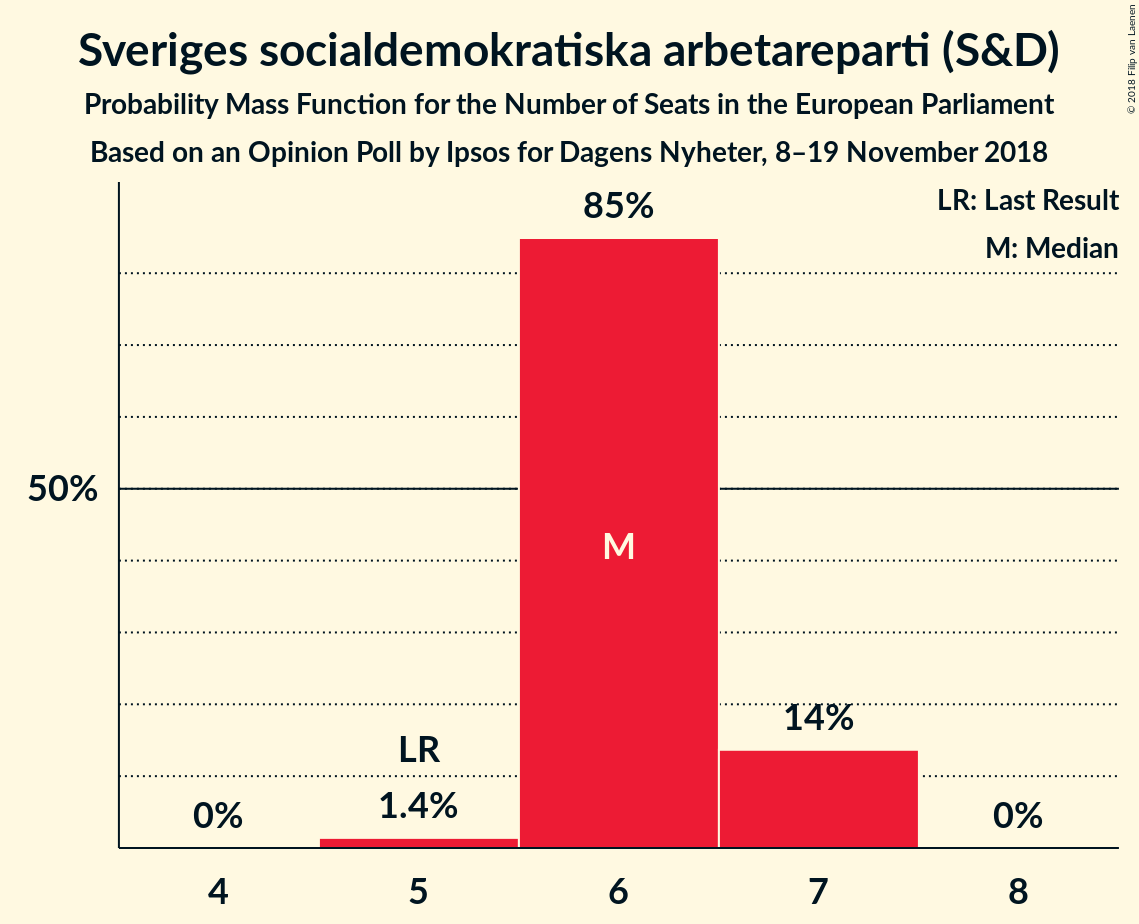 Sveriges socialdemokratiska arbetareparti (S&D)
Probability Mass Function for the Number of Seats in the European Parliament
Based on an Opinion Poll by Ipsos for Dagens Nyheter, 8–19 November 2018
© 2018 Filip van Laenen
LR: Last Result
M: Median
85%
50%
M
14%
LR
1.4%
0%
0%
4 5 6 7 8